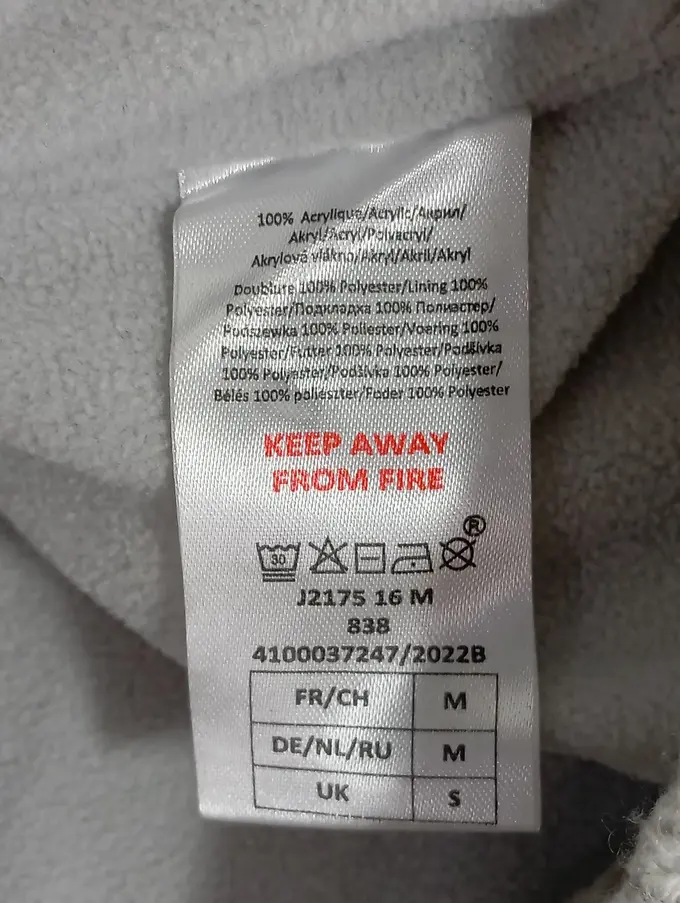 100% Acrylique/Acrylic/Акрил/
Akryl/Acryl/Polyacryl/
Akrylová vlákno/Akryl/Akril/Akryl
Doublure 100% Polyester/Lining 100%
Polyester/Подкладка 100% Полиэстер/
Podszewka 100% Poliester/Voering 100%
Polyester/Futter 100% Polyester/Podšívka
100% Polyester/Podšívka 100% Polyester/
Bélés 100% poliészter/Foder 100% Polyester
KEEP AWAY
FROM FIRE
30 ®
J2175 16 M
838
4100037247/2022B
FR/CH M
DE/NL/RU M
UK S